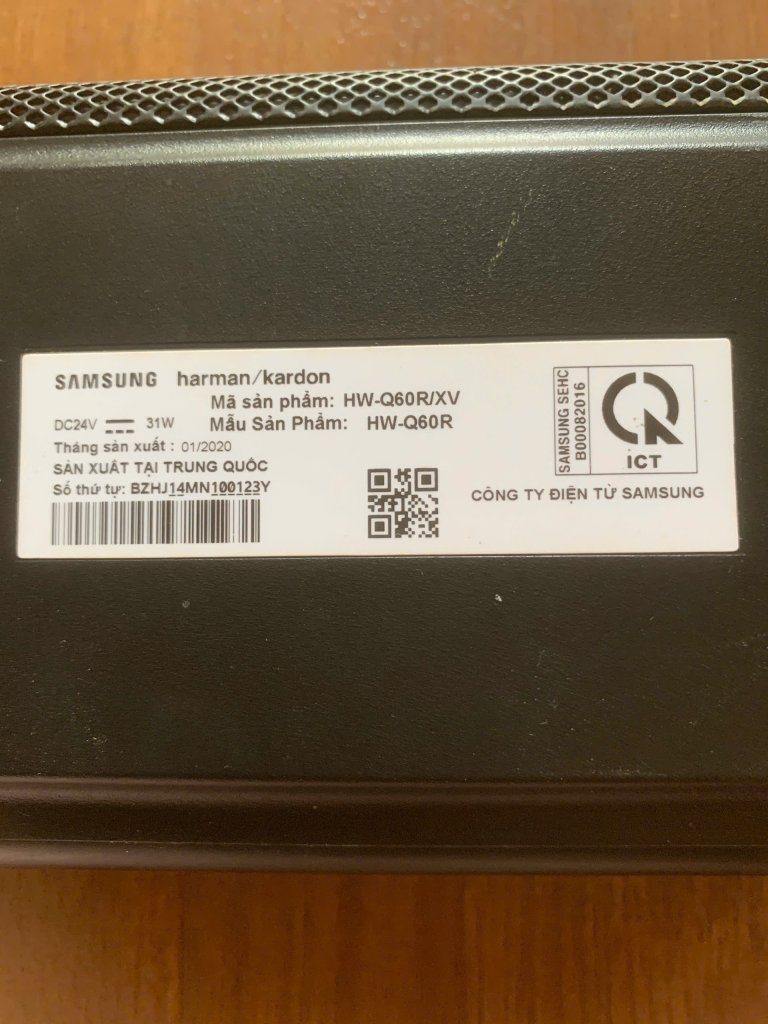 SAMSUNG harman/kardon
Mã sản phẩm: HW-Q60R/XV
DC24V 31W Mẫu Sản Phẩm: HW-Q60R
Tháng sản xuất : 01/2020
SẢN XUẤT TẠI TRUNG QUỐC
Số thứ tự: BZHJ14MN100123Y
SAMSUNG SEHC
B00082016
ICT
CÔNG TY ĐIỆN TỬ SAMSUNG